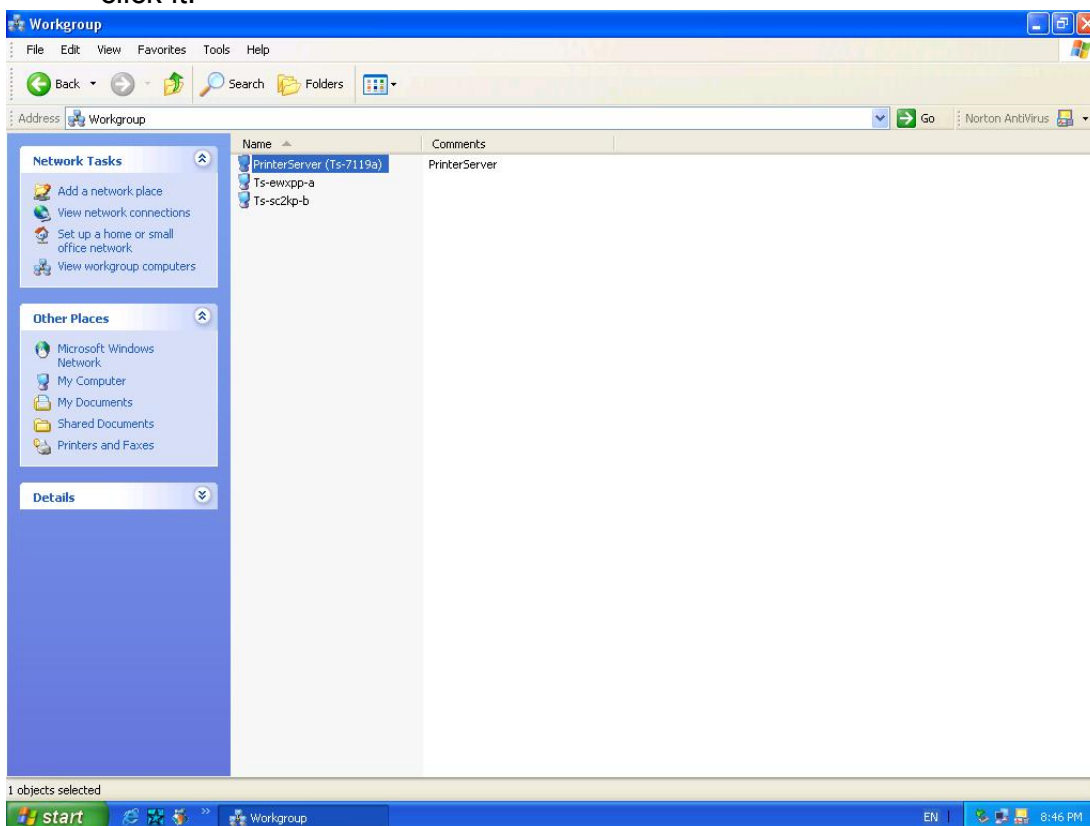 click it.
Workgroup
File Edit View Favorites Tools Help
Back Search Folders
Address Workgroup Go Norton AntiVirus
Name Comments
Network Tasks
PrinterServer (Ts-7119a) PrinterServer
Ts-ewxpp-a
Ts-sc2kp-b
Add a network place
View network connections
Set up a home or small
office network
View workgroup computers
Other Places
Microsoft Windows
Network
My Computer
My Documents
Shared Documents
Printers and Faxes
Details
1 objects selected
start Workgroup EN 8:46 PM